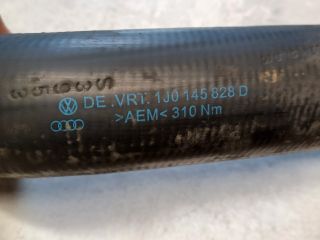 DE .VRT. 1J0 145 828 D
>AEM< 310 Nm